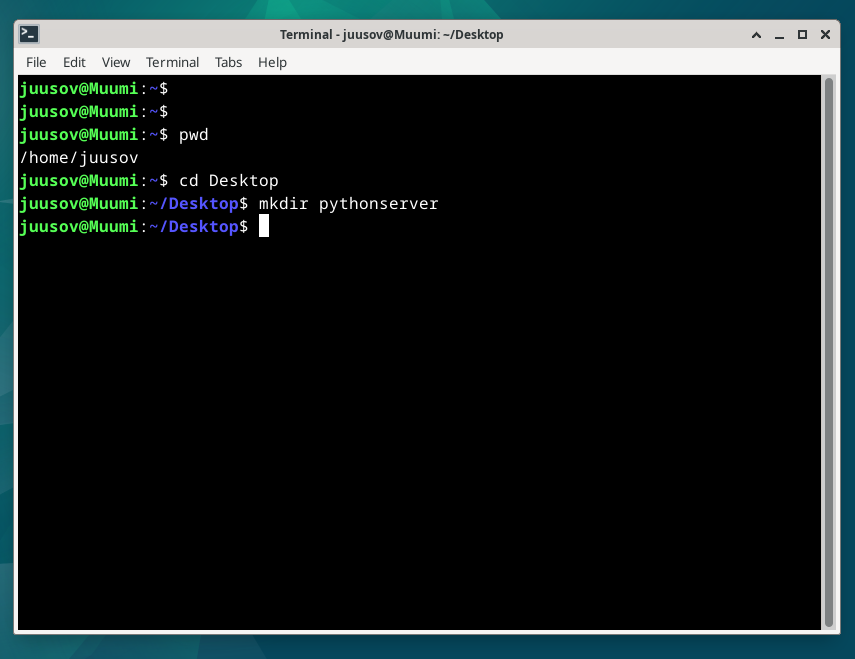 Terminal - juusov@Muumi: ~/Desktop
File Edit View Terminal Tabs Help
juusov@Muumi:~$
juusov@Muumi:~$
juusov@Muumi:~$ pwd
/home/juusov
juusov@Muumi:~$ cd Desktop
juusov@Muumi:~/Desktop$ mkdir pythonserver
juusov@Muumi:~/Desktop$